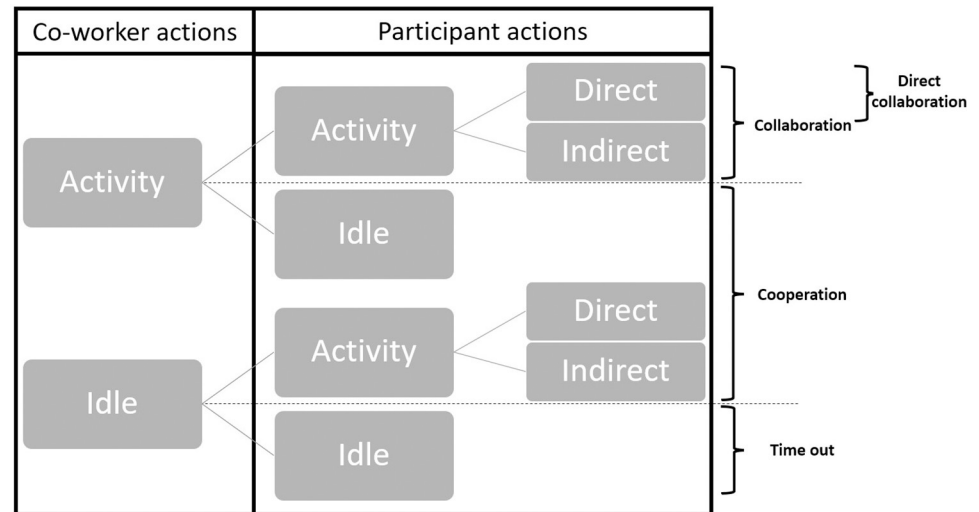 Co-worker actions
Participant actions
Direct
Direct
collaboration
Activity
Collaboration
Indirect
Activity
Idle
Cooperation
Direct
Activity
Indirect
Idle
Idle
Time out